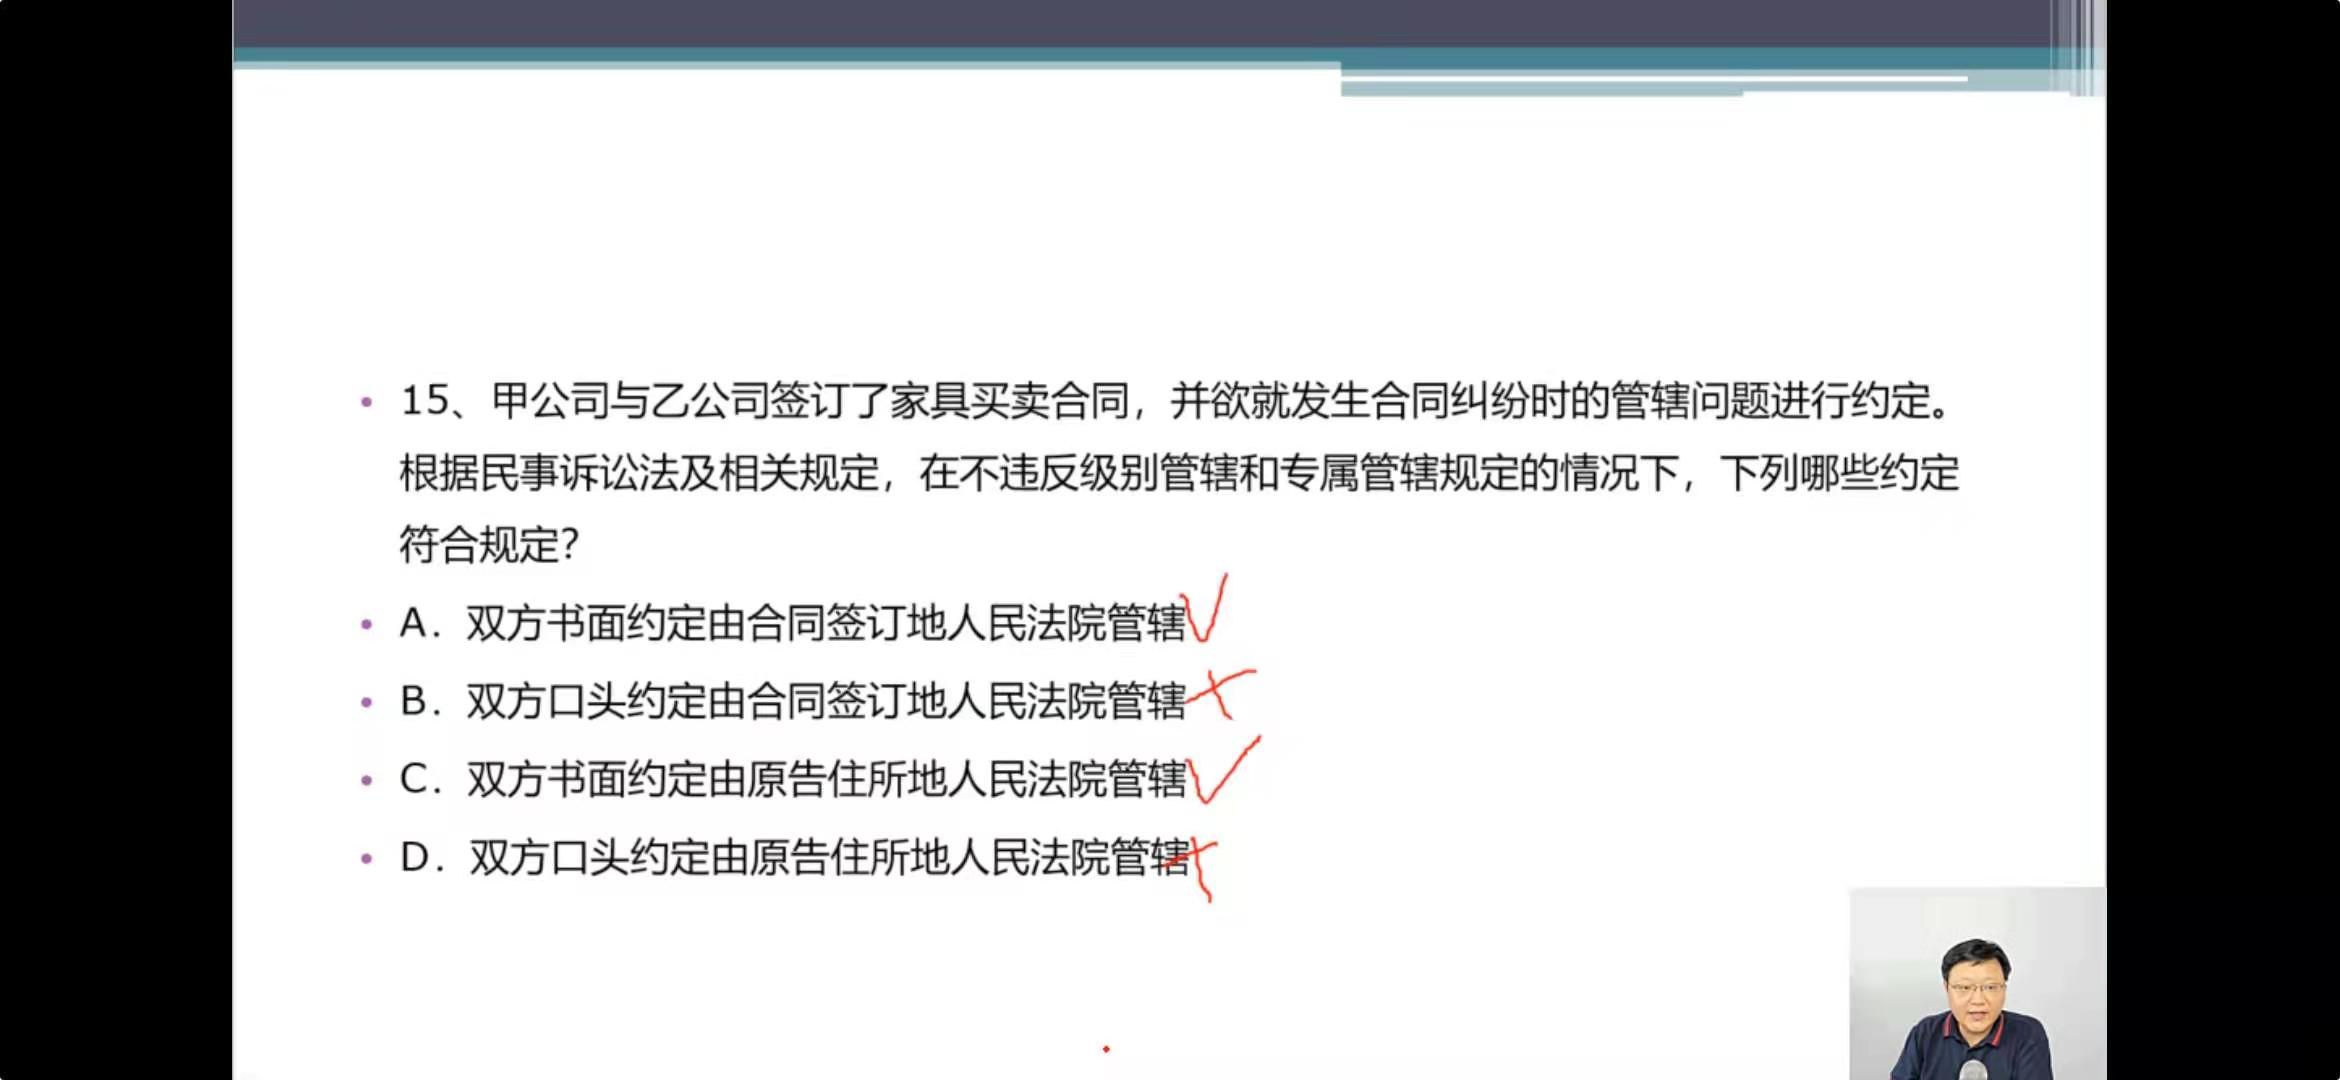 15、甲公司与乙公司签订了家具买卖合同，并欲就发生合同纠纷时的管辖问题进行约定。
根据民事诉讼法及相关规定，在不违反级别管辖和专属管辖规定的情况下，下列哪些约定
符合规定？
A．双方书面约定由合同签订地人民法院管辖
B．双方口头约定由合同签订地人民法院管辖
C．双方书面约定由原告住所地人民法院管辖
D．双方口头约定由原告住所地人民法院管辖